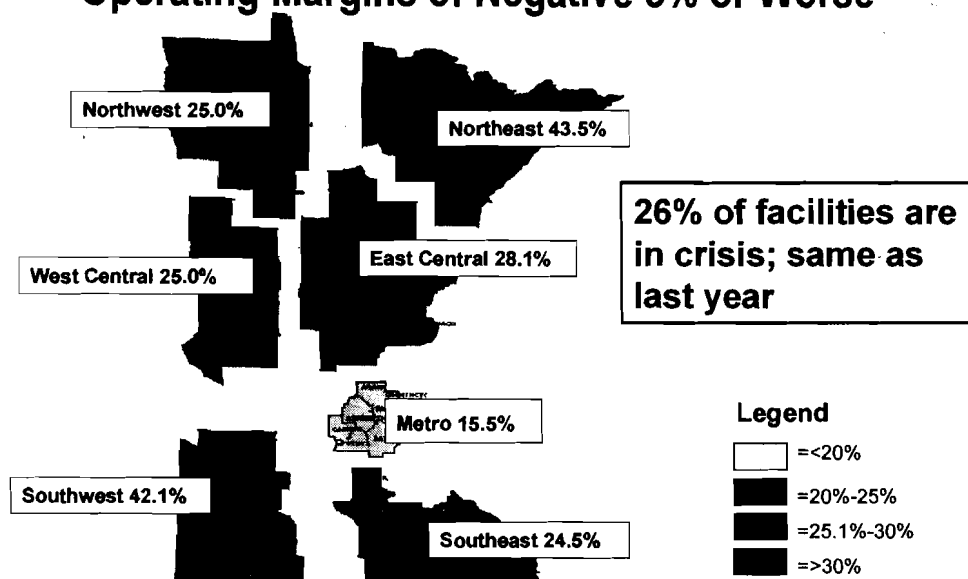 Operating Margins of Negative 5% or Worse
Northwest 25.0%
Northeast 43.5%
26% of facilities are
in crisis; same as
last year
West Central 25.0%
East Central 28.1%
Metro 15.5%
Legend
=<20%
=20%-25%
=25.1%-30%
=>30%
Southwest 42.1%
Southeast 24.5%